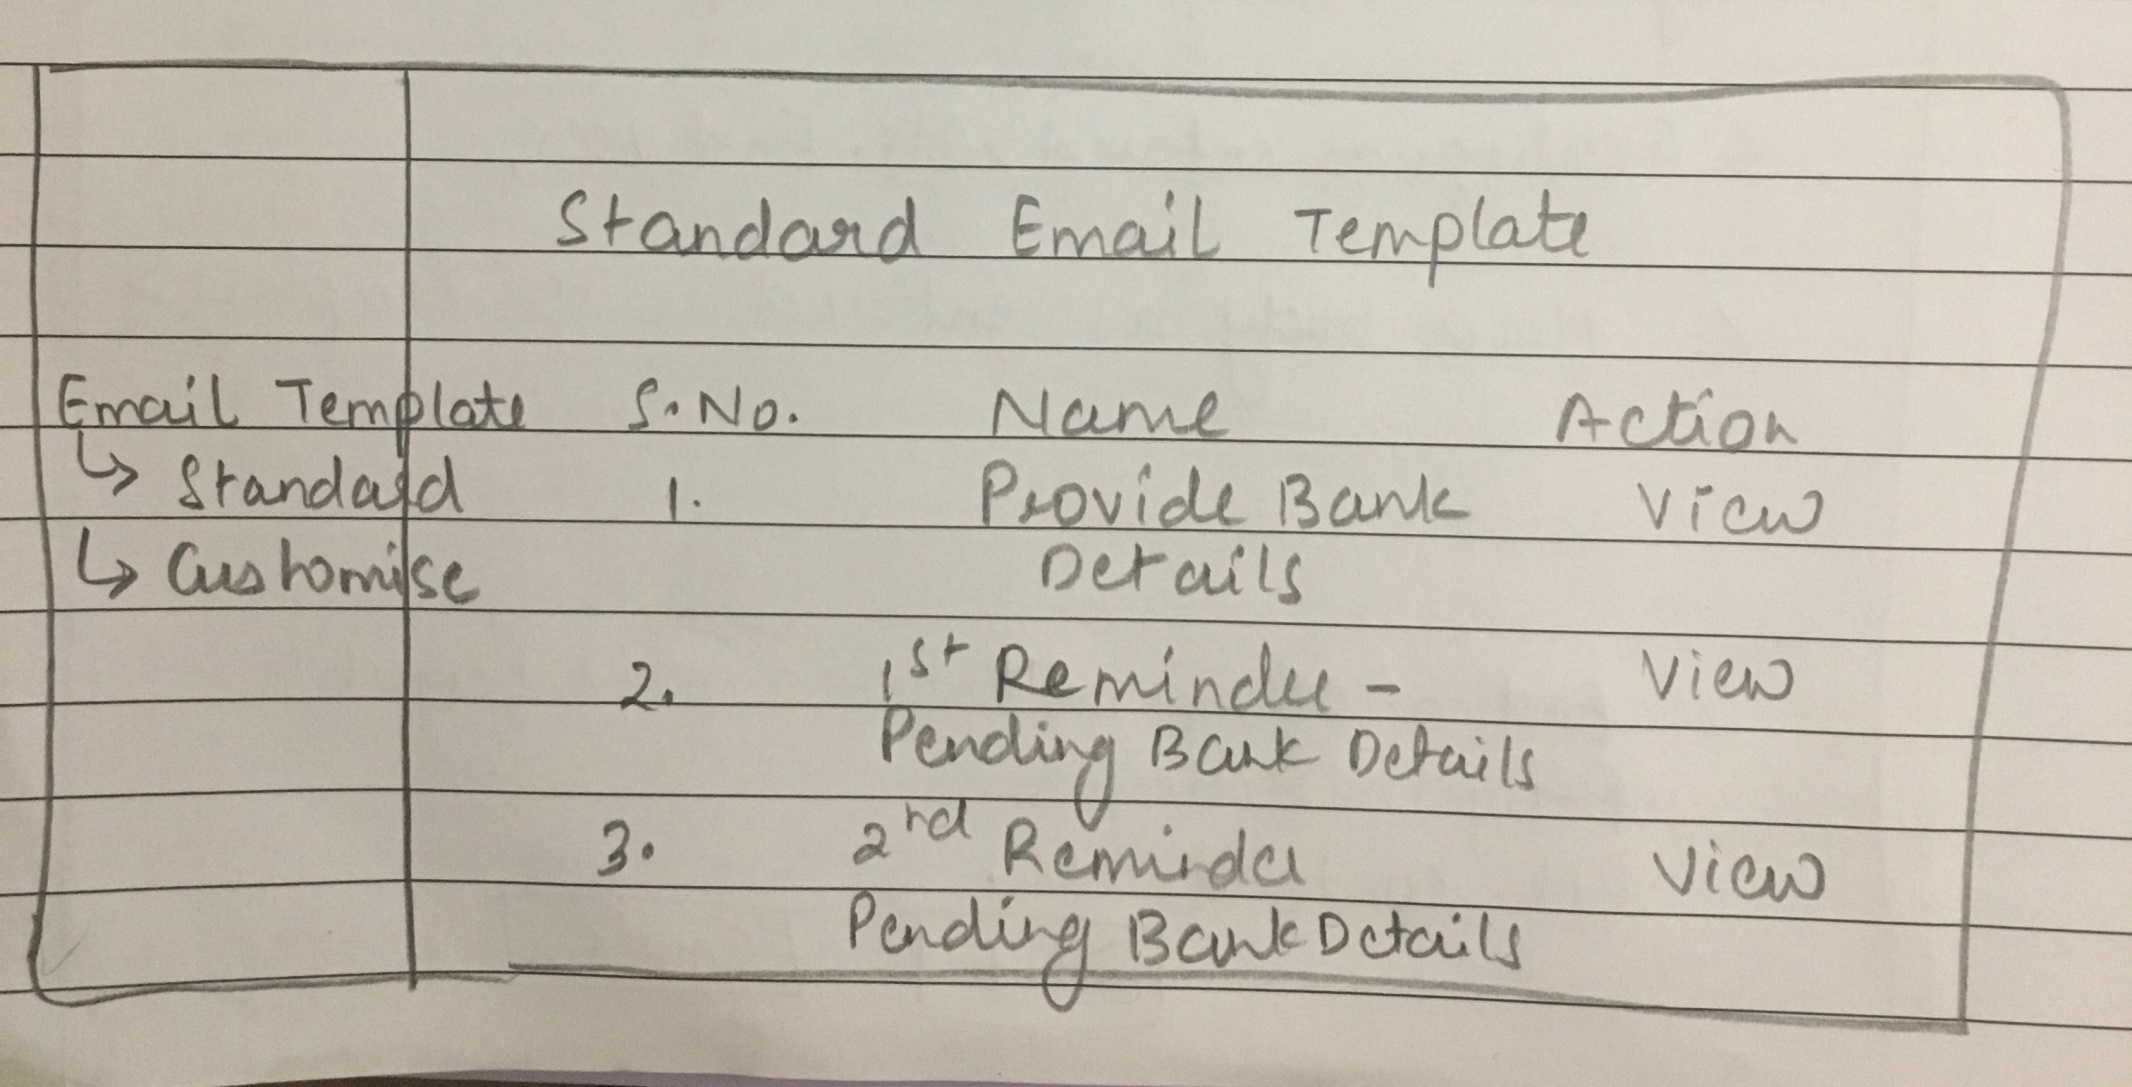 Standard Email Template
Email Template S.No. Name Action
↳ Standard 1. Provide Bank View
↳ Customise Details
2. 1st Reminder - View
Pending Bank Details
3. 2rd Reminder View
Pending Bank Details